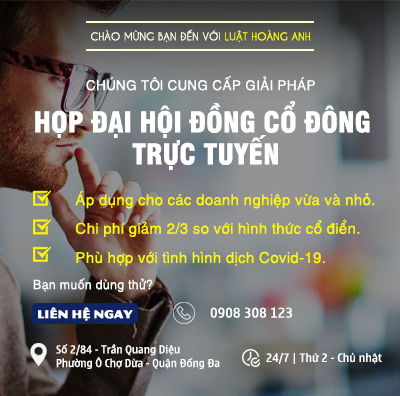 CHÀO MỪNG BẠN ĐẾN VỚI LUẬT HOÀNG ANH
CHÚNG TÔI CUNG CẤP GIẢI PHÁP
HỌP ĐẠI HỘI ĐỒNG CỔ ĐÔNG
TRỰC TUYẾN
Áp dụng cho các doanh nghiệp vừa và nhỏ.
Chi phí giảm 2/3 so với hình thức cổ điển.
Phù hợp với tình hình dịch Covid-19.
Bạn muốn dùng thử?
LIÊN HỆ NGAY 0908 308 123
Số 2/84 - Trần Quang Diệu
Phường Ô Chợ Dừa - Quận Đống Đa
24/7 | Thứ 2 - Chủ nhật